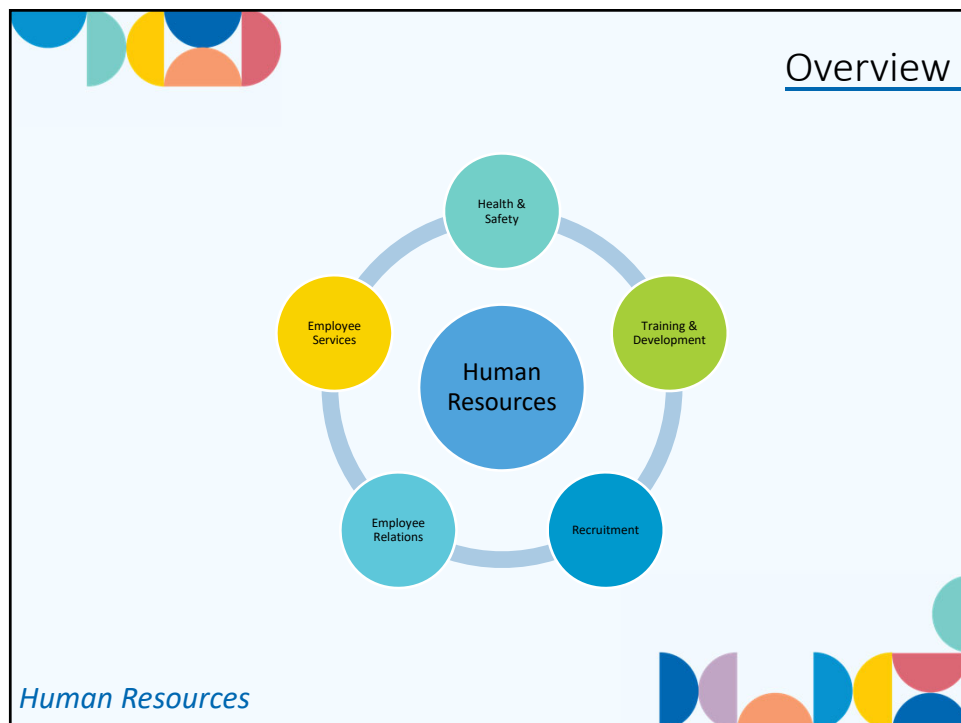 Overview
Health &
Safety
Employee
Services
Training &
Development
Human
Resources
Employee
Relations
Recruitment
Human Resources